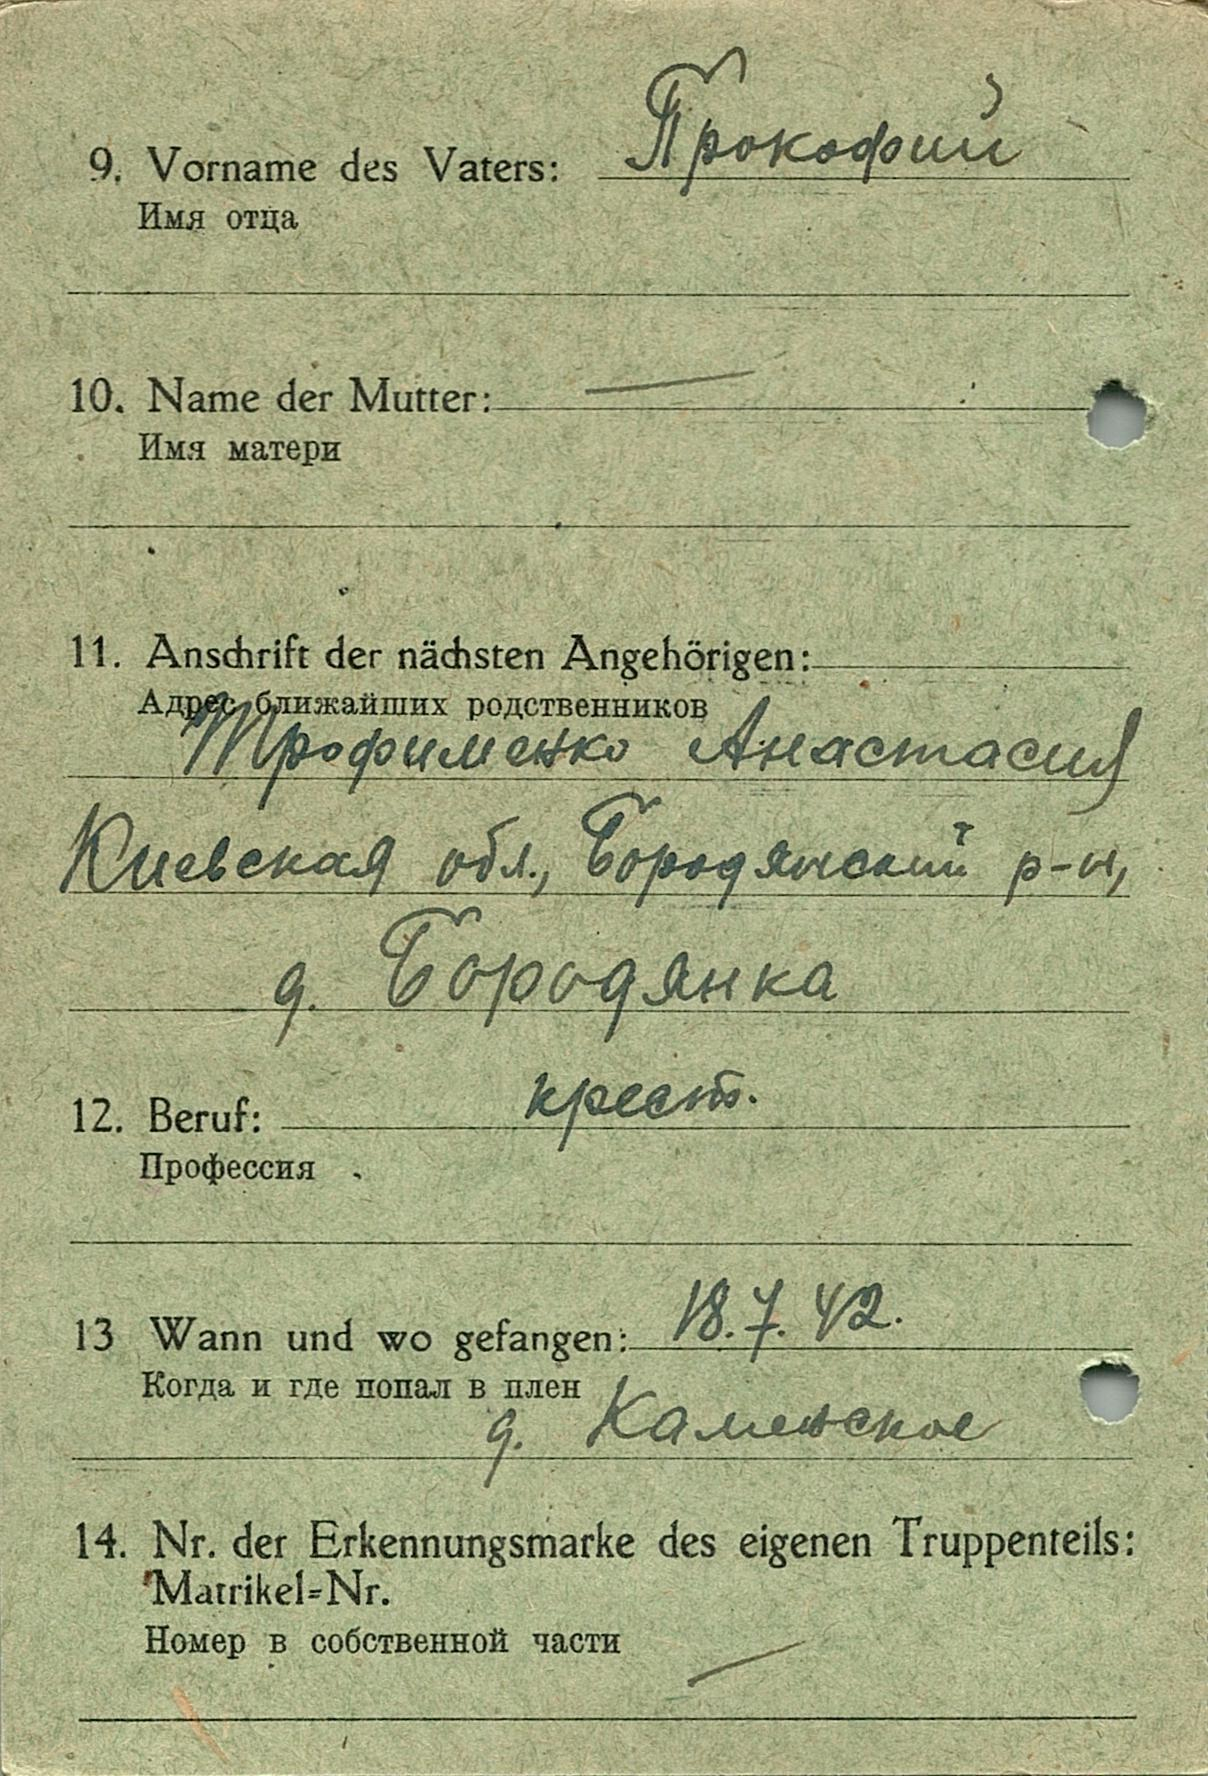 9. Vorname des Vaters: Прокофий
Имя отца
10. Name der Mutter: —
Имя матери
11. Anschrift der nächsten Angehörigen:
Адрес ближайших родственников
Трофименко Анастасия
Киевская обл., Бородянский р-н,
д. Бородянка
12. Beruf: крест.
Профессия
13 Wann und wo gefangen: 18.7.42.
Когда и где попал в плен
д. Каменское
14. Nr. der Erkennungsmarke des eigenen Truppenteils:
Matrikel=Nr.
Номер в собственной части —